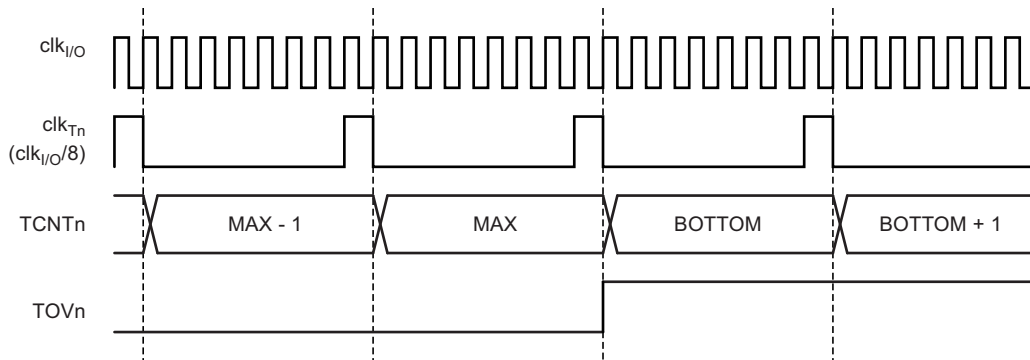 clkI/O
clkTn
(clkI/O/8)
TCNTn MAX - 1 MAX BOTTOM BOTTOM + 1
TOVn